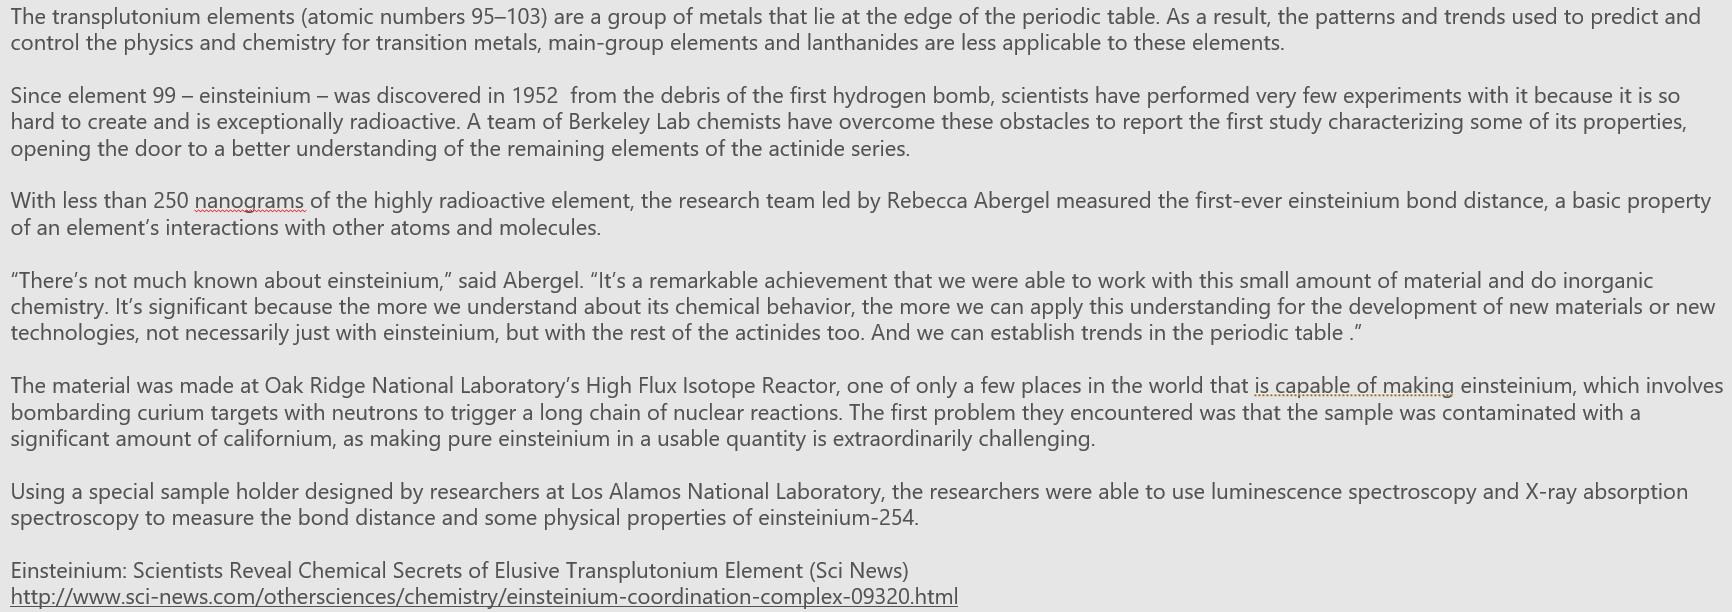 The transplutonium elements (atomic numbers 95–103) are a group of metals that lie at the edge of the periodic table. As a result, the patterns and trends used to predict and
control the physics and chemistry for transition metals, main-group elements and lanthanides are less applicable to these elements.
Since element 99 – einsteinium – was discovered in 1952  from the debris of the first hydrogen bomb, scientists have performed very few experiments with it because it is so
hard to create and is exceptionally radioactive. A team of Berkeley Lab chemists have overcome these obstacles to report the first study characterizing some of its properties,
opening the door to a better understanding of the remaining elements of the actinide series.
With less than 250 nanograms of the highly radioactive element, the research team led by Rebecca Abergel measured the first-ever einsteinium bond distance, a basic property
of an element’s interactions with other atoms and molecules.
“There’s not much known about einsteinium,” said Abergel. “It’s a remarkable achievement that we were able to work with this small amount of material and do inorganic
chemistry. It’s significant because the more we understand about its chemical behavior, the more we can apply this understanding for the development of new materials or new
technologies, not necessarily just with einsteinium, but with the rest of the actinides too. And we can establish trends in the periodic table .”
The material was made at Oak Ridge National Laboratory’s High Flux Isotope Reactor, one of only a few places in the world that is capable of making einsteinium, which involves
bombarding curium targets with neutrons to trigger a long chain of nuclear reactions. The first problem they encountered was that the sample was contaminated with a
significant amount of californium, as making pure einsteinium in a usable quantity is extraordinarily challenging.
Using a special sample holder designed by researchers at Los Alamos National Laboratory, the researchers were able to use luminescence spectroscopy and X-ray absorption
spectroscopy to measure the bond distance and some physical properties of einsteinium-254.
Einsteinium: Scientists Reveal Chemical Secrets of Elusive Transplutonium Element (Sci News)
http://www.sci-news.com/othersciences/chemistry/einsteinium-coordination-complex-09320.html